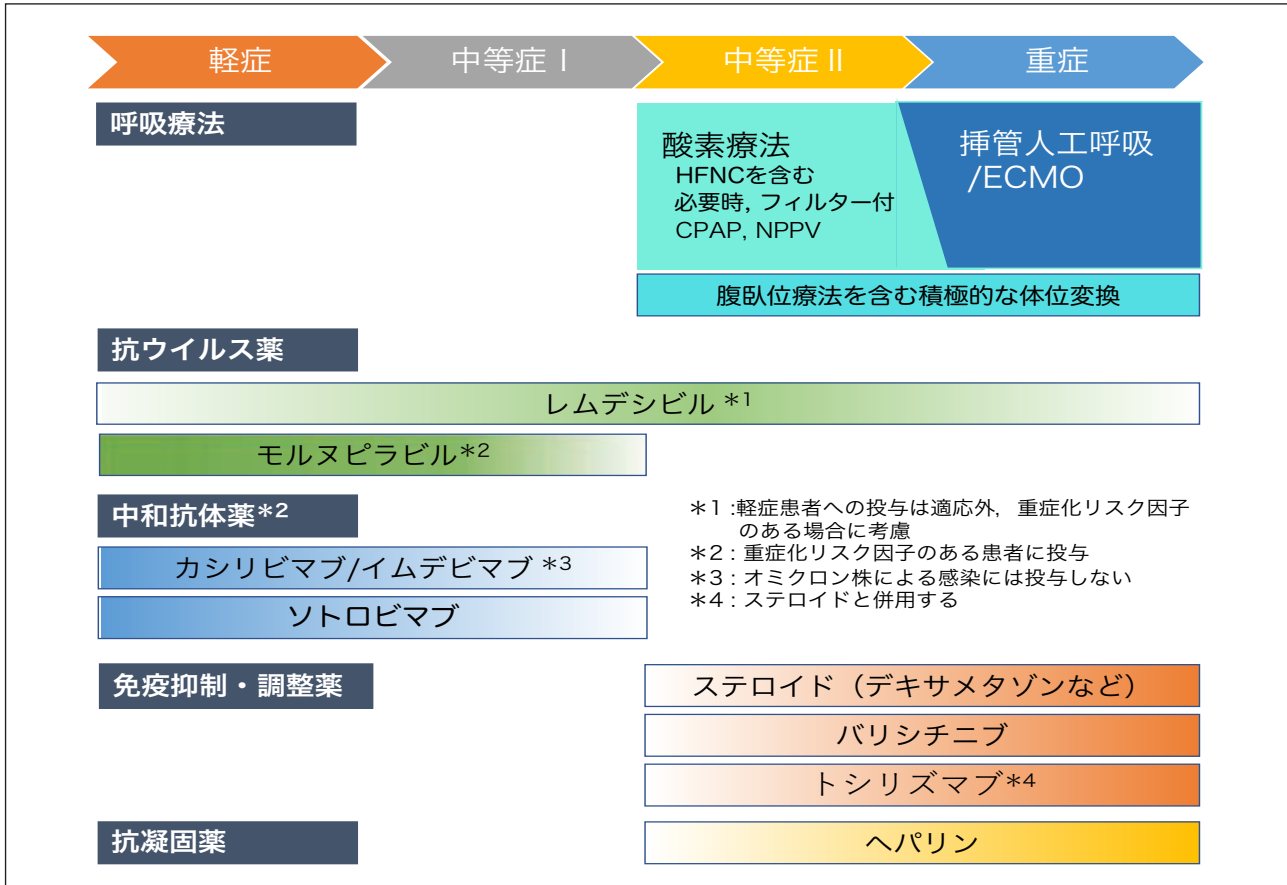 軽症
中等症 Ⅰ
中等症 Ⅱ
重症
呼吸療法
酸素療法
HFNCを含む
必要時, フィルター付
CPAP, NPPV
挿管人工呼吸
/ECMO
腹臥位療法を含む積極的な体位変換
抗ウイルス薬
レムデシビル *1
モルヌピラビル*2
中和抗体薬*2
カシリビマブ/イムデビマブ *3
ソトロビマブ
*1 :軽症患者への投与は適応外, 重症化リスク因子
のある場合に考慮
*2 : 重症化リスク因子のある患者に投与
*3 : オミクロン株による感染には投与しない
*4 : ステロイドと併用する
免疫抑制・調整薬
ステロイド（デキサメタゾンなど）
バリシチニブ
トシリズマブ*4
抗凝固薬
ヘパリン